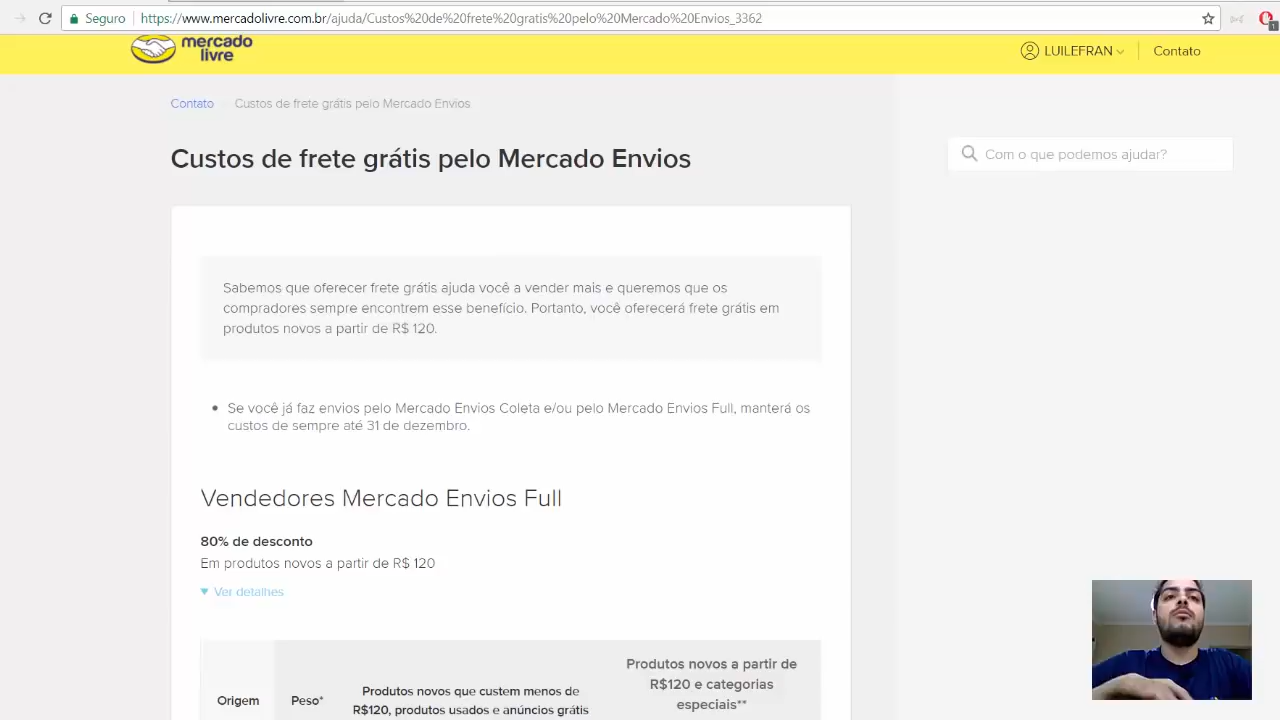 Seguro
https://www.mercadolivre.com.br/ajuda/Custos%20de%20frete%20gratis%20pelo%20Mercado%20Envios_3362
1
mercado
livre
LUILEFRAN
Contato
Contato
Custos de frete grátis pelo Mercado Envios
Custos de frete grátis pelo Mercado Envios
Com o que podemos ajudar?
Sabemos que oferecer frete grátis ajuda você a vender mais e queremos que os
compradores sempre encontrem esse benefício. Portanto, você oferecerá frete grátis em
produtos novos a partir de R$ 120.
• Se você já faz envios pelo Mercado Envios Coleta e/ou pelo Mercado Envios Full, manterá os
custos de sempre até 31 de dezembro.
Vendedores Mercado Envios Full
80% de desconto
Em produtos novos a partir de R$ 120
Ver detalhes
Origem
Peso*
Produtos novos que custem menos de
R$120, produtos usados e anúncios grátis
Produtos novos a partir de
R$120 e categorias
especiais**